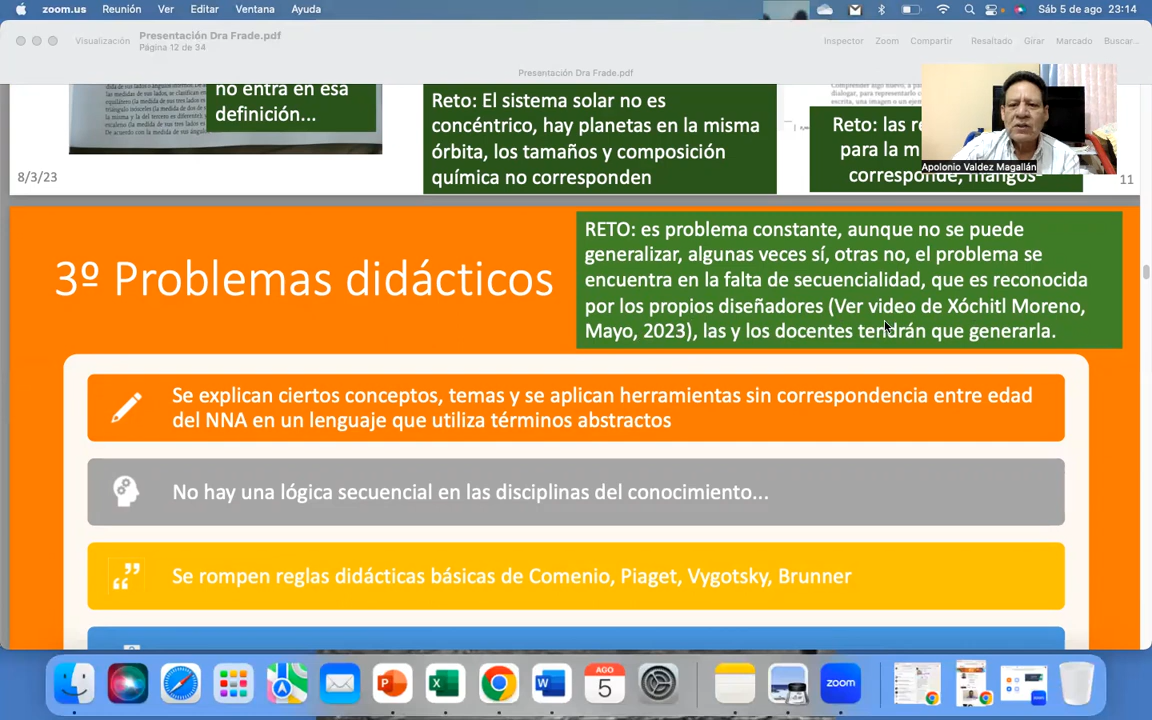 zoom.us Reunión Ver Editar Ventana Ayuda
Sáb 5 de ago 23:14
Visualización
Presentación Dra Frade.pdf
Página 12 de 34
Inspector Zoom Compartir Resaltado Girar Marcado Buscar...
Presentación Dra Frade.pdf
no entra en esa
definición...
Reto: El sistema solar no es
concéntrico, hay planetas en la misma
órbita, los tamaños y composición
química no corresponden
Reto: las
para la
corresponde, mangos
Apolonio Valdez Magallán
8/3/23
11
3º Problemas didácticos
RETO: es problema constante, aunque no se puede
generalizar, algunas veces sí, otras no, el problema se
encuentra en la falta de secuencialidad, que es reconocida
por los propios diseñadores (Ver video de Xóchitl Moreno,
Mayo, 2023), las y los docentes tendrán que generarla.
Se explican ciertos conceptos, temas y se aplican herramientas sin correspondencia entre edad
del NNA en un lenguaje que utiliza términos abstractos
No hay una lógica secuencial en las disciplinas del conocimiento...
Se rompen reglas didácticas básicas de Comenio, Piaget, Vygotsky, Brunner
AGO
5
zoom